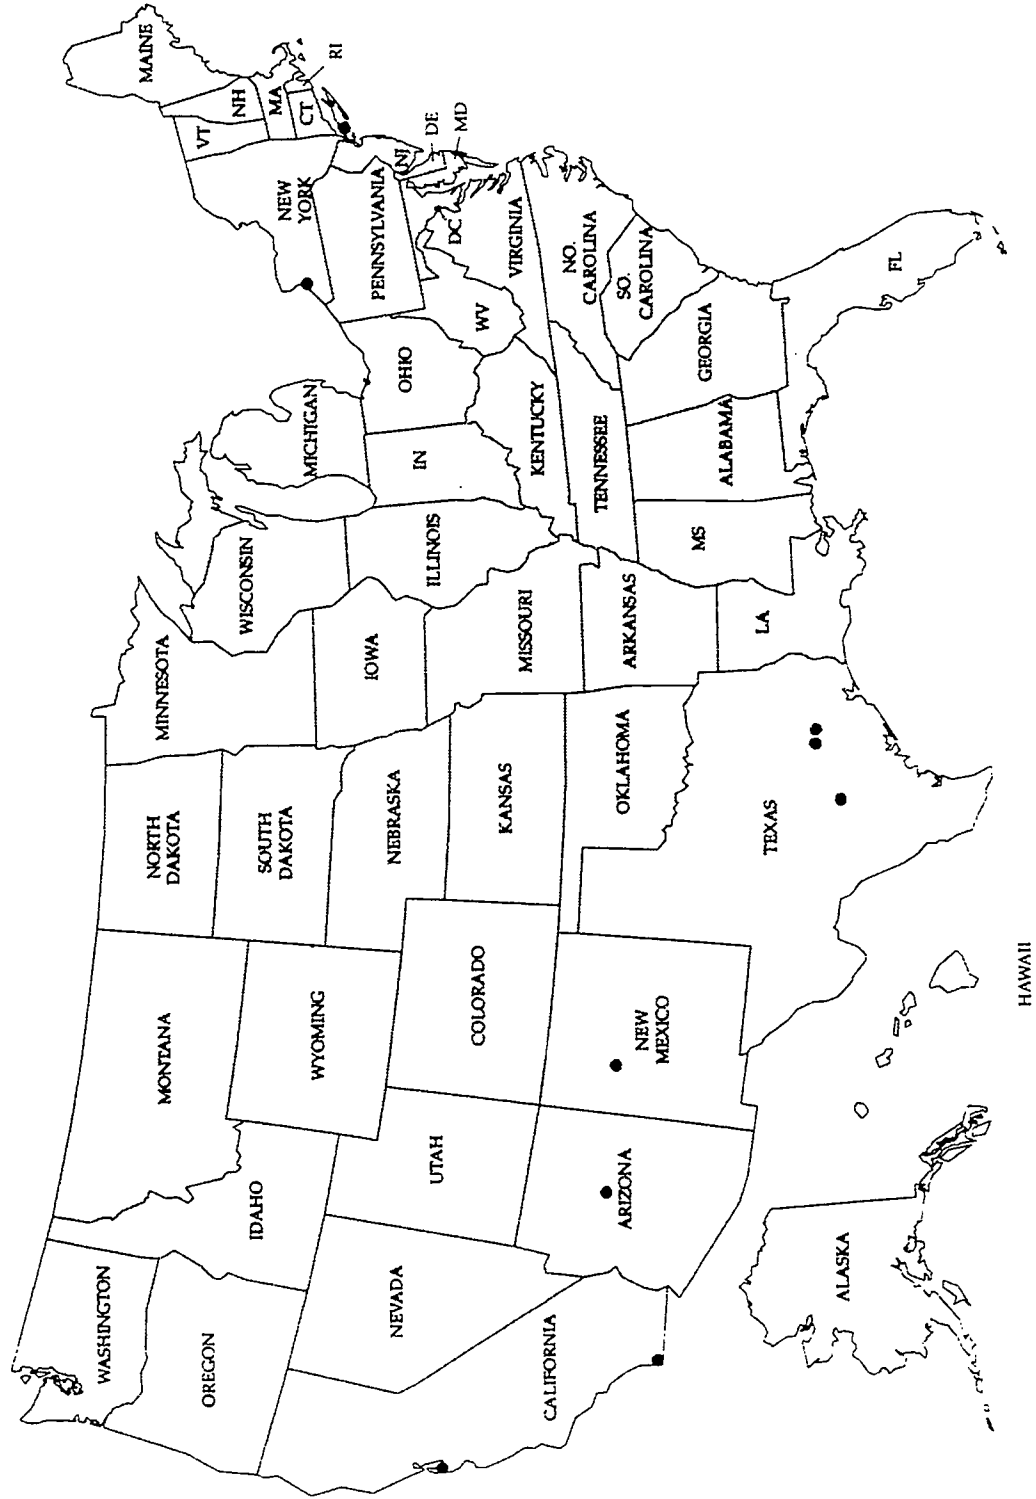 WASHINGTON
OREGON
CALIFORNIA
NEVADA
IDAHO
MONTANA
WYOMING
UTAH
ARIZONA
COLORADO
NEW
MEXICO
NORTH
DAKOTA
SOUTH
DAKOTA
NEBRASKA
KANSAS
OKLAHOMA
TEXAS
MINNESOTA
IOWA
MISSOURI
ARKANSAS
LA
WISCONSIN
ILLINOIS
MICHIGAN
IN
OHIO
KENTUCKY
TENNESSEE
MS
ALABAMA
GEORGIA
FL
SO.
CAROLINA
NO.
CAROLINA
VIRGINIA
WV
DC
PENNSYLVANIA
NEW
YORK
NJ
DE
MD
VT
NH
MAINE
MA
CT
RI
ALASKA
HAWAII